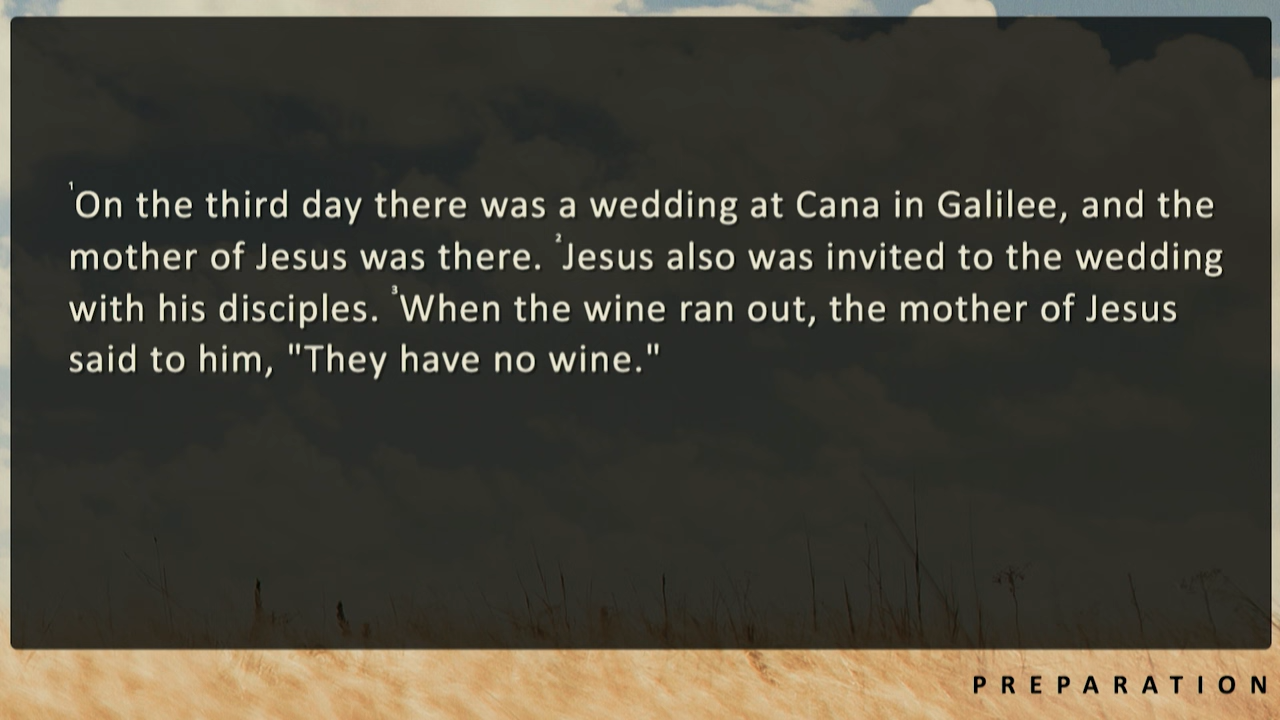 ¹On the third day there was a wedding at Cana in Galilee, and the
mother of Jesus was there. ²Jesus also was invited to the wedding
with his disciples. ³When the wine ran out, the mother of Jesus
said to him, "They have no wine."
PREPARATION